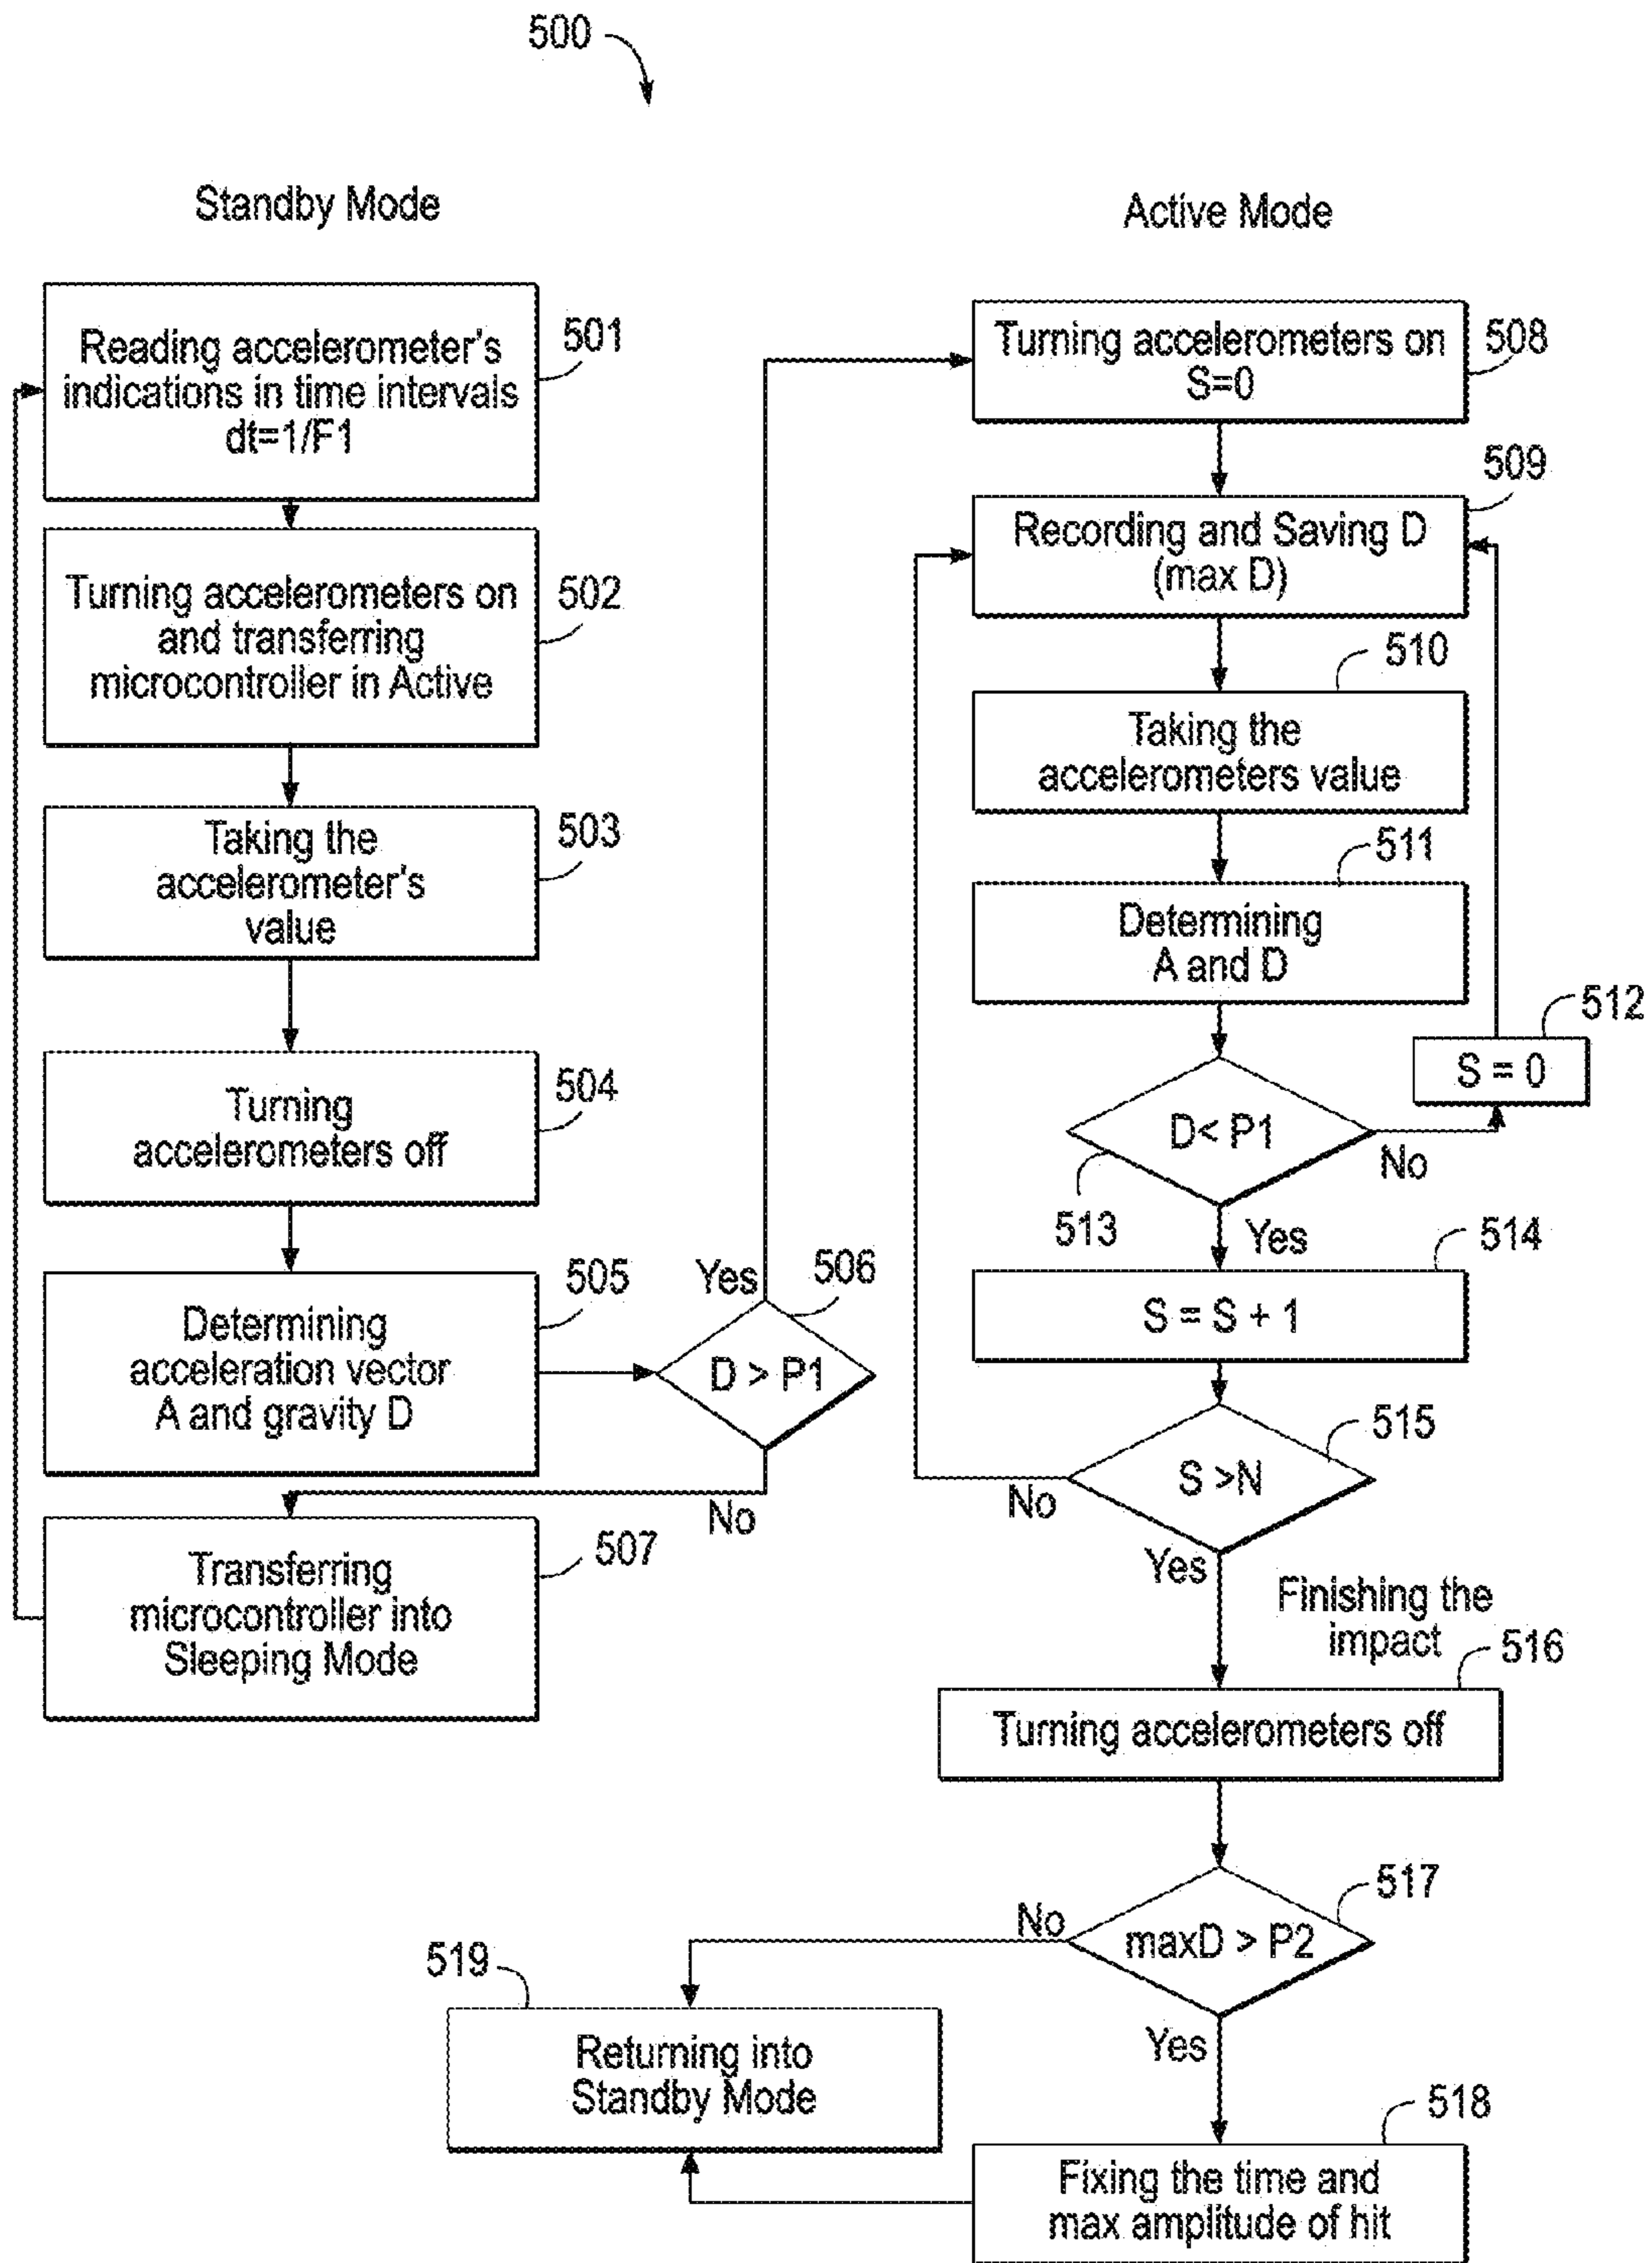 500
Standby Mode
Reading accelerometer's
indications in time intervals
dt=1/F1
501
Turning accelerometers on
and transferring
microcontroller in Active
502
Taking the
accelerometer's
value
503
Turning
accelerometers off
504
Determining
acceleration vector
A and gravity D
505
Yes
506
D > P1
No
Transferring
microcontroller into
Sleeping Mode
507
Active Mode
Turning accelerometers on
S=0
508
509
Recording and Saving D
(max D)
510
Taking the
accelerometers value
511
Determining
A and D
512
S = 0
D< P1
No
513
Yes
514
S = S + 1
515
S >N
No
Yes
Finishing the
impact
516
Turning accelerometers off
517
No
maxD > P2
519
Returning into
Standby Mode
Yes
518
Fixing the time and
max amplitude of hit